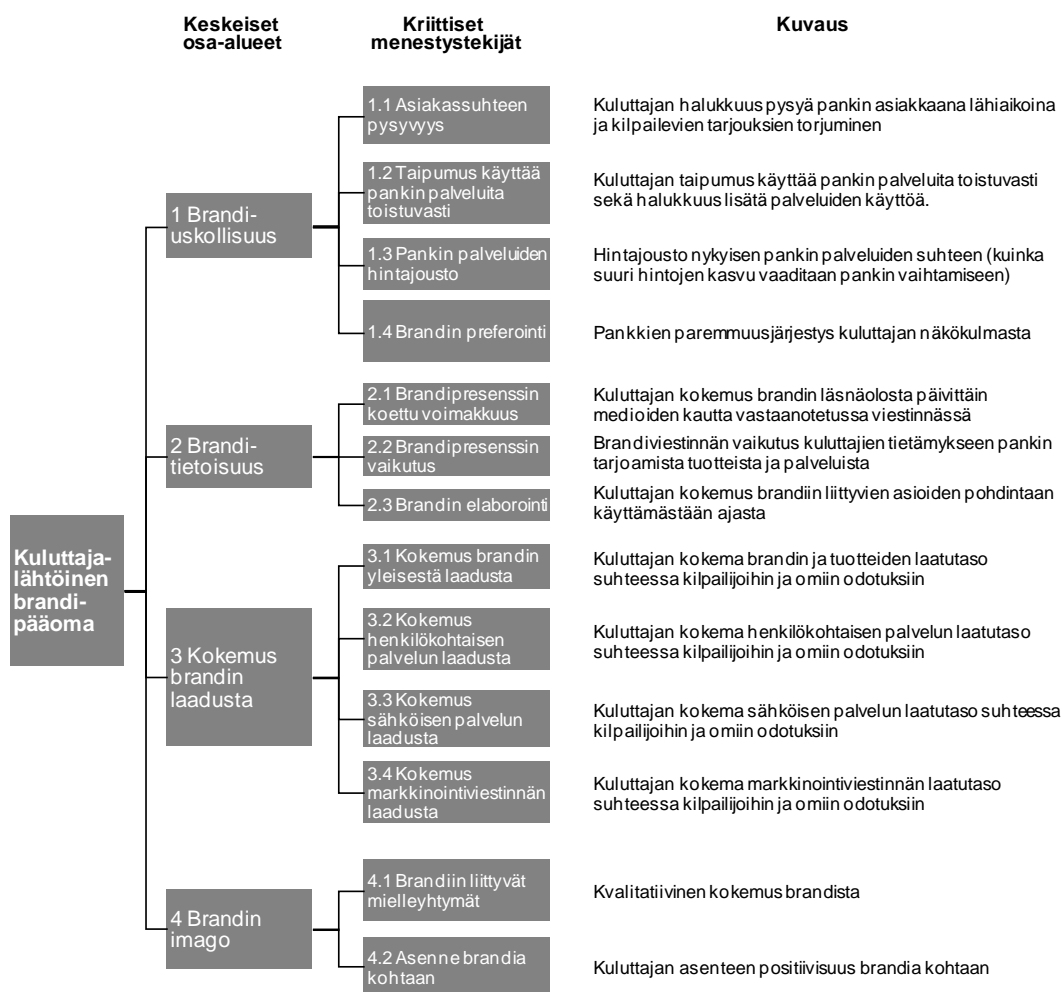 Keskeiset
osa-alueet
Kriittiset
menestystekijät
Kuvaus
Kuluttaja-
lähtöinen
brandi-
pääoma
1 Brandi-
uskollisuus
1.1 Asiakassuhteen
pysyvyys
Kuluttajan halukkuus pysyä pankin asiakkaana lähiaikoina
ja kilpailevien tarjouksien torjuminen
1.2 Taipumus käyttää
pankin palveluita
toistuvasti
Kuluttajan taipumus käyttää pankin palveluita toistuvasti
sekä halukkuus lisätä palveluiden käyttöä.
1.3 Pankin palveluiden
hintajousto
Hintajousto nykyisen pankin palveluiden suhteen (kuinka
suuri hintojen kasvu vaaditaan pankin vaihtamiseen)
1.4 Brandin preferointi
Pankkien paremmuusjärjestys kuluttajan näkökulmasta
2 Brandi-
tietoisuus
2.1 Brandipresenssin
koettu voimakkuus
Kuluttajan kokemus brandin läsnäolosta päivittäin
medioiden kautta vastaanotetussa viestinnässä
2.2 Brandipresenssin
vaikutus
Brandiviestinnän vaikutus kuluttajien tietämykseen pankin
tarjoamista tuotteista ja palveluista
2.3 Brandin elaborointi
Kuluttajan kokemus brandiin liittyvien asioiden pohdintaan
käyttämästään ajasta
3 Kokemus
brandin
laadusta
3.1 Kokemus brandin
yleisestä laadusta
Kuluttajan kokema brandin ja tuotteiden laatutaso
suhteessa kilpailijoihin ja omiin odotuksiin
3.2 Kokemus
henkilökohtaisen
palvelun laadusta
Kuluttajan kokema henkilökohtaisen palvelun laatutaso
suhteessa kilpailijoihin ja omiin odotuksiin
3.3 Kokemus
sähköisen palvelun
laadusta
Kuluttajan kokema sähköisen palvelun laatutaso suhteessa
kilpailijoihin ja omiin odotuksiin
3.4 Kokemus
markkinointiviestinnän
laadusta
Kuluttajan kokema markkinointiviestinnän laatutaso
suhteessa kilpailijoihin ja omiin odotuksiin
4 Brandin
imago
4.1 Brandiin liittyvät
mielleyhtymät
Kvalitatiivinen kokemus brandista
4.2 Asenne brandia
kohtaan
Kuluttajan asenteen positiivisuus brandia kohtaan